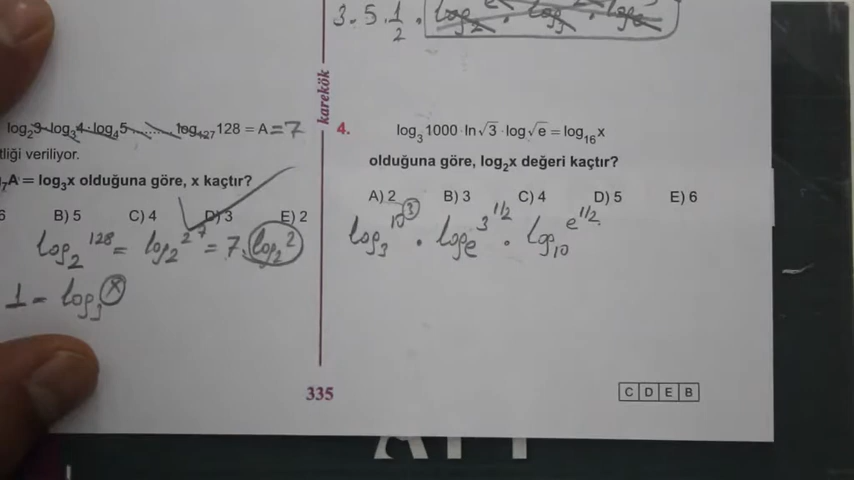 3. 5. 1/2 .
log₂3·log₃4·log₄5.........log₁₂₇128 = A = 7
tliği veriliyor.
₇A = log₃x olduğuna göre, x kaçtır?
6 B) 5 C) 4 D) 3 E) 2
log₂128 = log₂2⁷ = 7. log₂2
1 = log₃x
karekök
4. log₃1000·ln√3·log√e = log₁₆x
olduğuna göre, log₂x değeri kaçtır?
A) 2 B) 3 C) 4 D) 5 E) 6
log₃10³ . logₑ3^1/2 . log₁₀e^1/2
335
C D E B